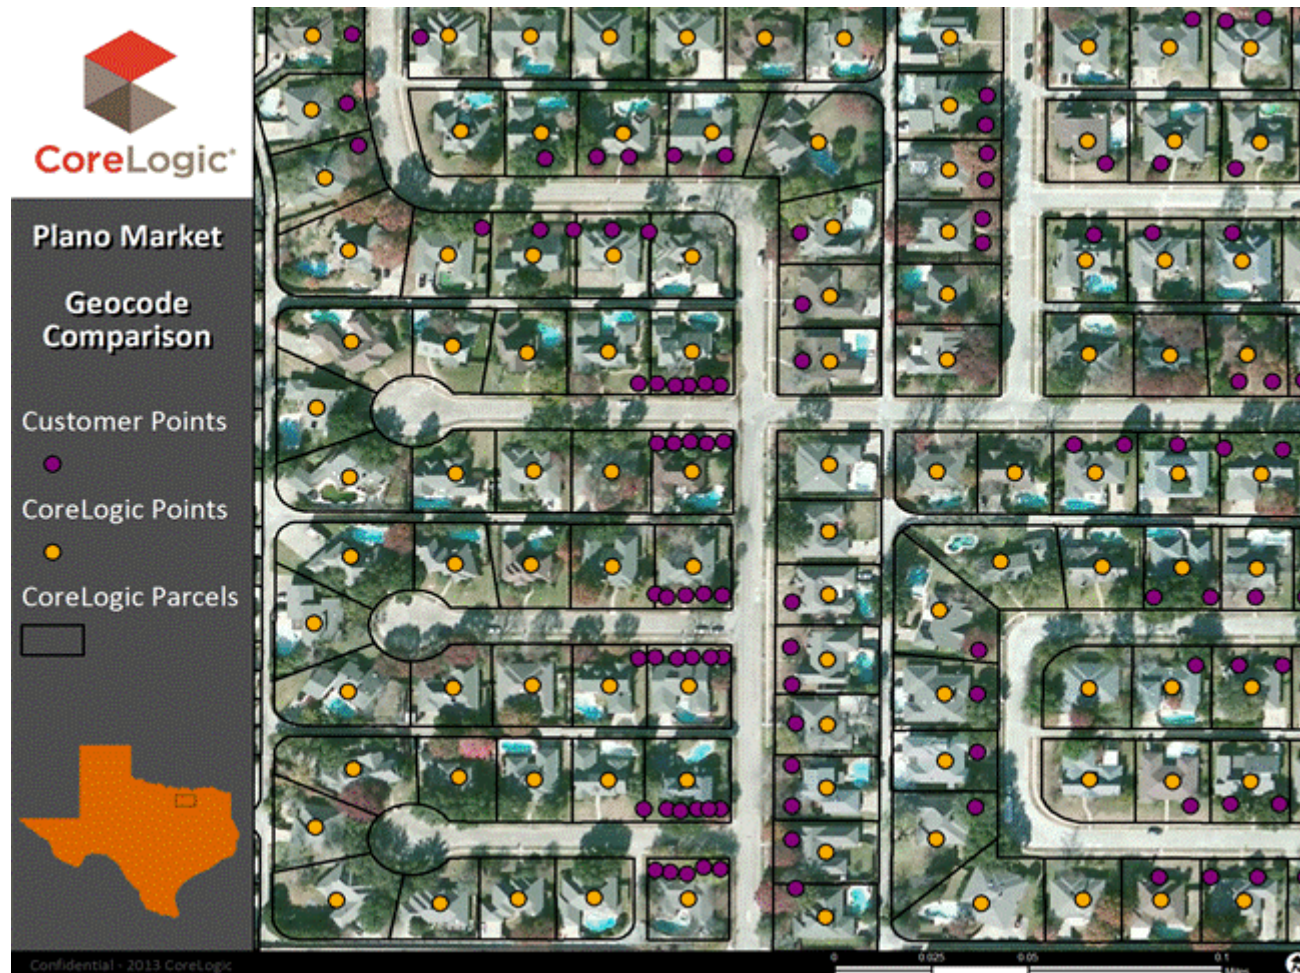 CoreLogic®
Plano Market
Geocode
Comparison
Customer Points
CoreLogic Points
CoreLogic Parcels
Confidential - 2013 CoreLogic
0 0.025 0.05 0.1